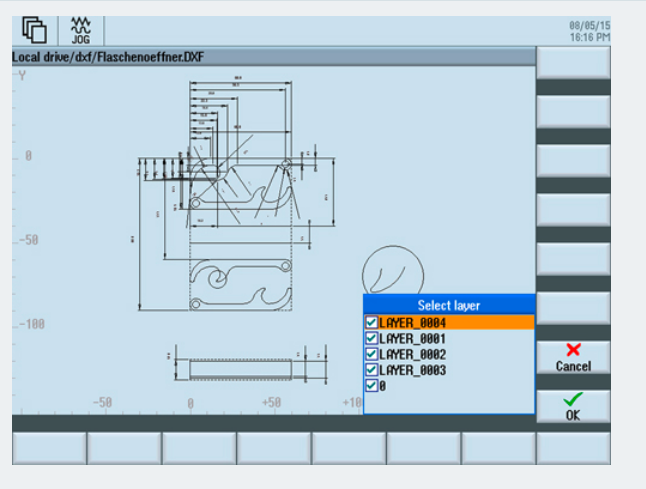 JOG
08/05/15
16:16 PM
Local drive/dxf/Flaschenoeffner.DXF
Y
0
-50
-100
-50
0
+50
+10
Select layer
LAYER_0004
LAYER_0001
LAYER_0002
LAYER_0003
0
Cancel
OK